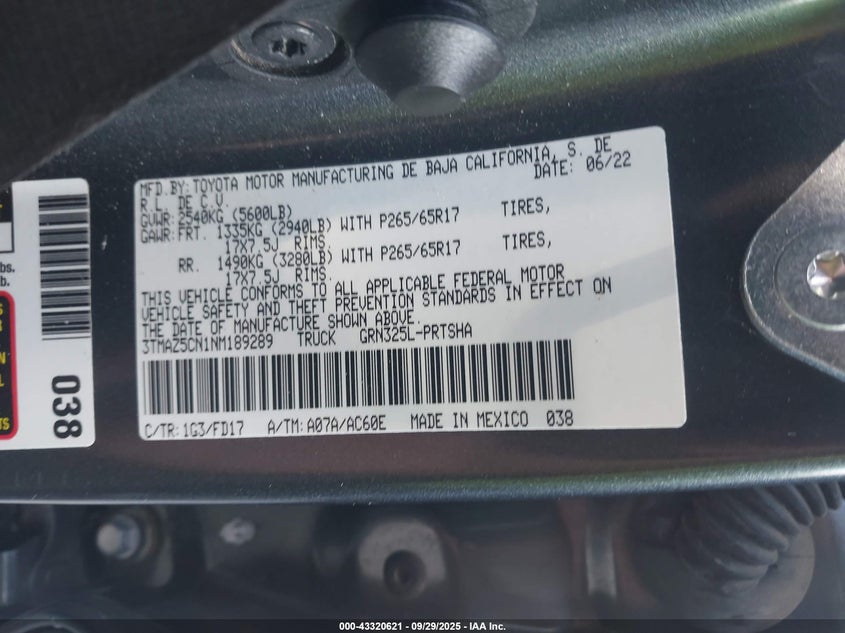 MFD.BY: TOYOTA MOTOR MANUFACTURING DE BAJA CALIFORNIA, S. DE
R.L. DE C.V. DATE: 06/22
GVWR: 2540KG (5600LB)
GAWR: FRT. 1335KG (2940LB) WITH P265/65R17 TIRES,
17X7.5J RIMS.
RR. 1490KG (3280LB) WITH P265/65R17 TIRES,
17X7.5J RIMS.
THIS VEHICLE CONFORMS TO ALL APPLICABLE FEDERAL MOTOR
VEHICLE SAFETY AND THEFT PREVENTION STANDARDS IN EFFECT ON
THE DATE OF MANUFACTURE SHOWN ABOVE.
3TMAZ5CN1NM189289 TRUCK GRN325L-PRTSHA
C/TR: 1G3/FD17 A/TM: A07A/AC60E MADE IN MEXICO 038
bs.
b.
038
TS
000-43320621 - 09/29/2025 - IAA Inc.